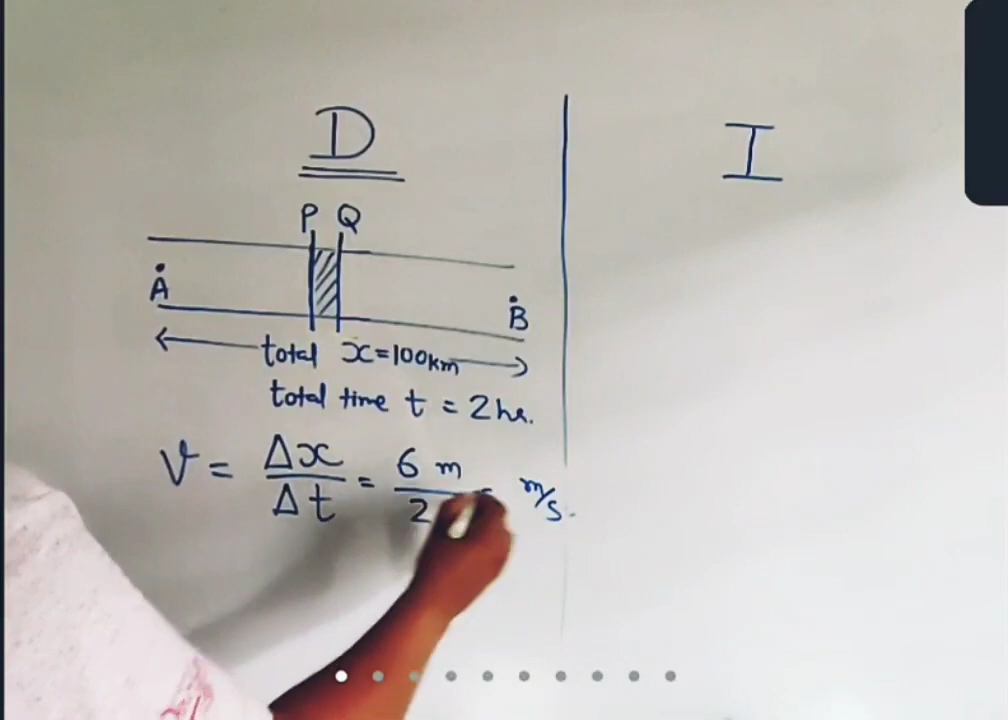 D
I
P Q
A
B
total x=100km
total time t = 2hr.
V = Δx/Δt = 6 m/2 = m/s.